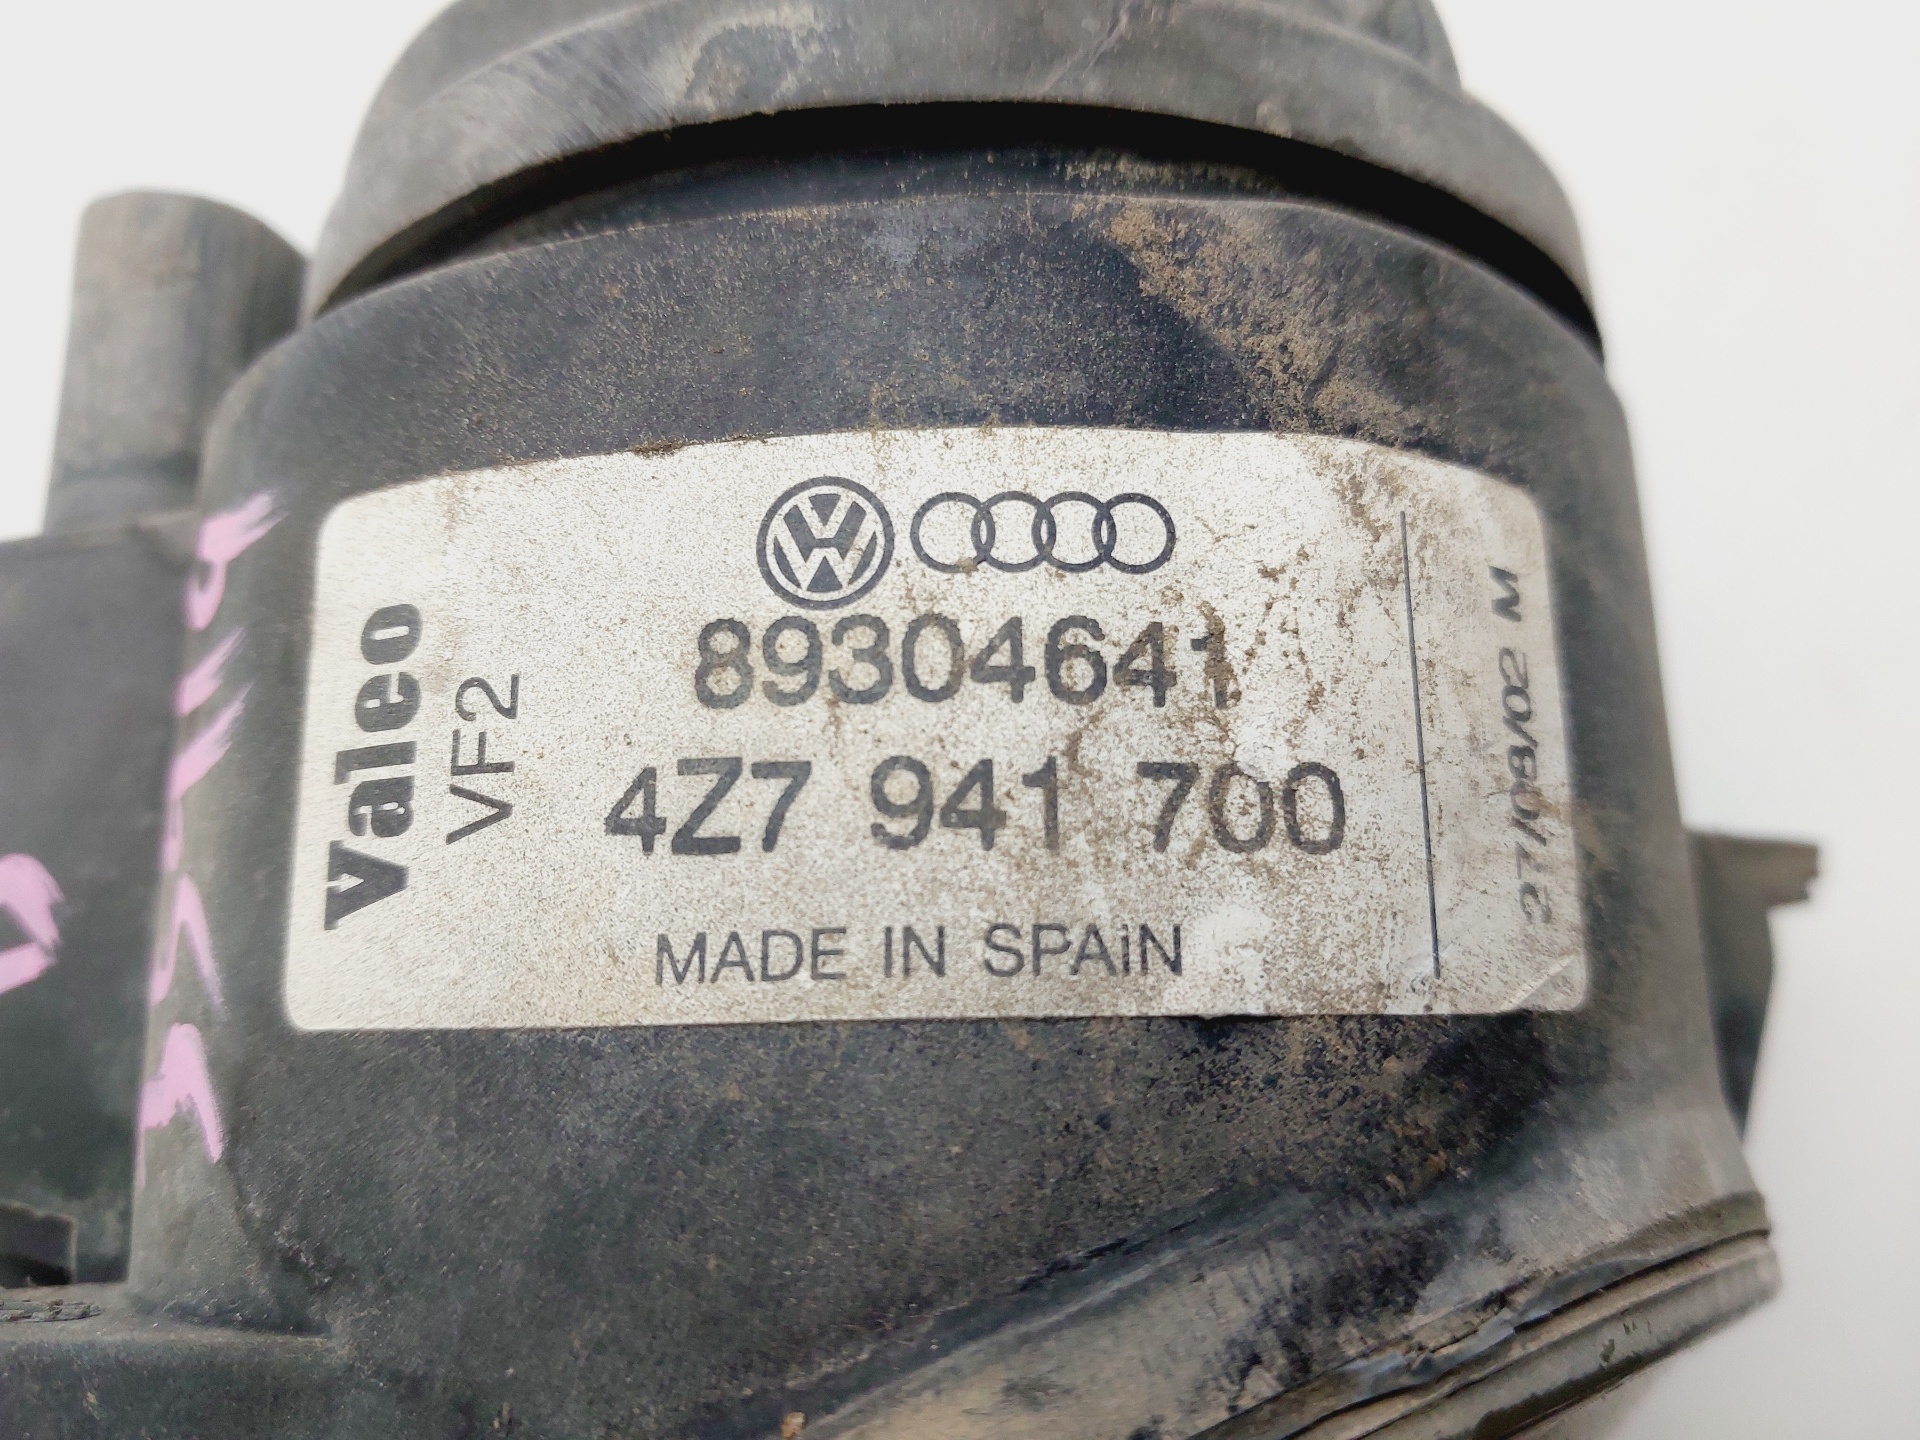 Valeo
VF2
89304641
4Z7 941 700
MADE IN SPAiN
27/08/02 M